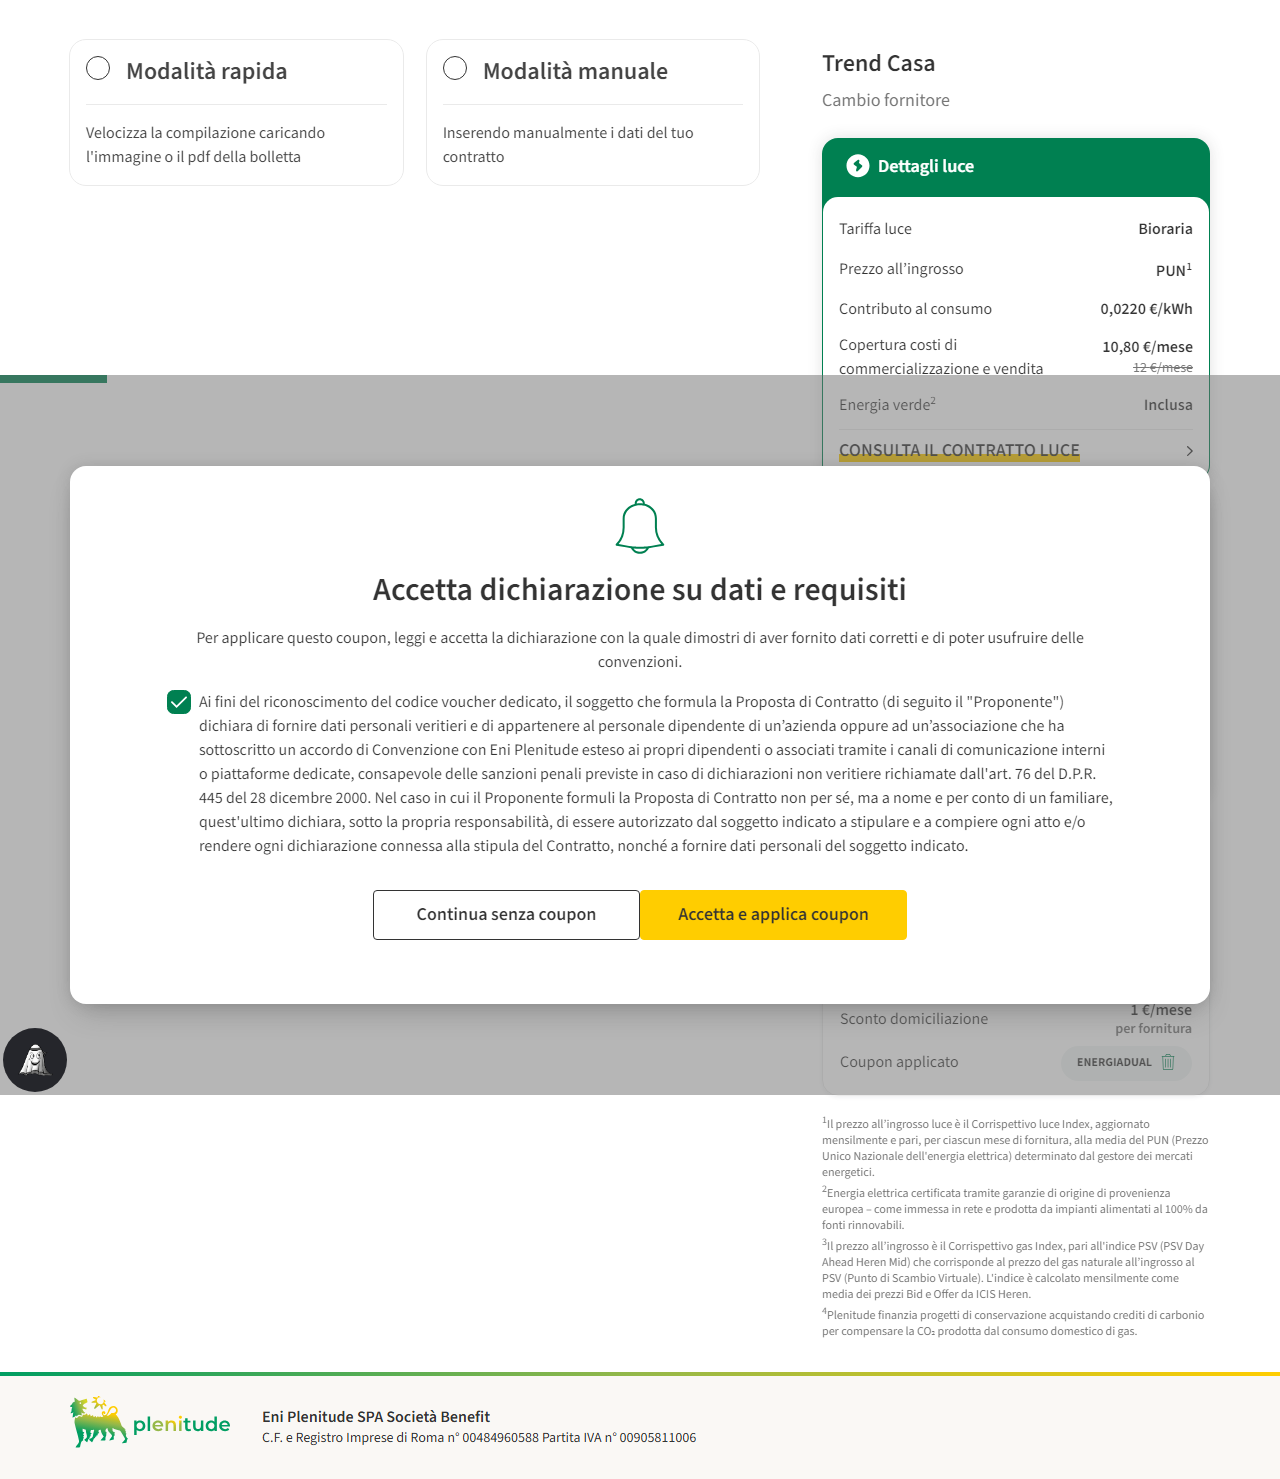 Modalità rapida
Velocizza la compilazione caricando
l'immagine o il pdf della bolletta
Modalità manuale
Inserendo manualmente i dati del tuo
contratto
Trend Casa
Cambio fornitore
Dettagli luce
Tariffa luce Bioraria
Prezzo all’ingrosso PUN1
Contributo al consumo 0,0220 €/kWh
Copertura costi di 10,80 €/mese
commercializzazione e vendita 12 €/mese
Energia verde2 Inclusa
CONSULTA IL CONTRATTO LUCE
Accetta dichiarazione su dati e requisiti
Per applicare questo coupon, leggi e accetta la dichiarazione con la quale dimostri di aver fornito dati corretti e di poter usufruire delle
convenzioni.
Ai fini del riconoscimento del codice voucher dedicato, il soggetto che formula la Proposta di Contratto (di seguito il "Proponente")
dichiara di fornire dati personali veritieri e di appartenere al personale dipendente di un’azienda oppure ad un’associazione che ha
sottoscritto un accordo di Convenzione con Eni Plenitude esteso ai propri dipendenti o associati tramite i canali di comunicazione interni
o piattaforme dedicate, consapevole delle sanzioni penali previste in caso di dichiarazioni non veritiere richiamate dall'art. 76 del D.P.R.
445 del 28 dicembre 2000. Nel caso in cui il Proponente formuli la Proposta di Contratto non per sé, ma a nome e per conto di un familiare,
quest'ultimo dichiara, sotto la propria responsabilità, di essere autorizzato dal soggetto indicato a stipulare e a compiere ogni atto e/o
rendere ogni dichiarazione connessa alla stipula del Contratto, nonché a fornire dati personali del soggetto indicato.
Continua senza coupon
Accetta e applica coupon
Sconto domiciliazione 1 €/mese
per fornitura
Coupon applicato ENERGIADUAL
1Il prezzo all’ingrosso luce è il Corrispettivo luce Index, aggiornato
mensilmente e pari, per ciascun mese di fornitura, alla media del PUN (Prezzo
Unico Nazionale dell'energia elettrica) determinato dal gestore dei mercati
energetici.
2Energia elettrica certificata tramite garanzie di origine di provenienza
europea – come immessa in rete e prodotta da impianti alimentati al 100% da
fonti rinnovabili.
3Il prezzo all’ingrosso è il Corrispettivo gas Index, pari all'indice PSV (PSV Day
Ahead Heren Mid) che corrisponde al prezzo del gas naturale all’ingrosso al
PSV (Punto di Scambio Virtuale). L'indice è calcolato mensilmente come
media dei prezzi Bid e Offer da ICIS Heren.
4Plenitude finanzia progetti di conservazione acquistando crediti di carbonio
per compensare la CO₂ prodotta dal consumo domestico di gas.
plenitude
Eni Plenitude SPA Società Benefit
C.F. e Registro Imprese di Roma n° 00484960588 Partita IVA n° 00905811006